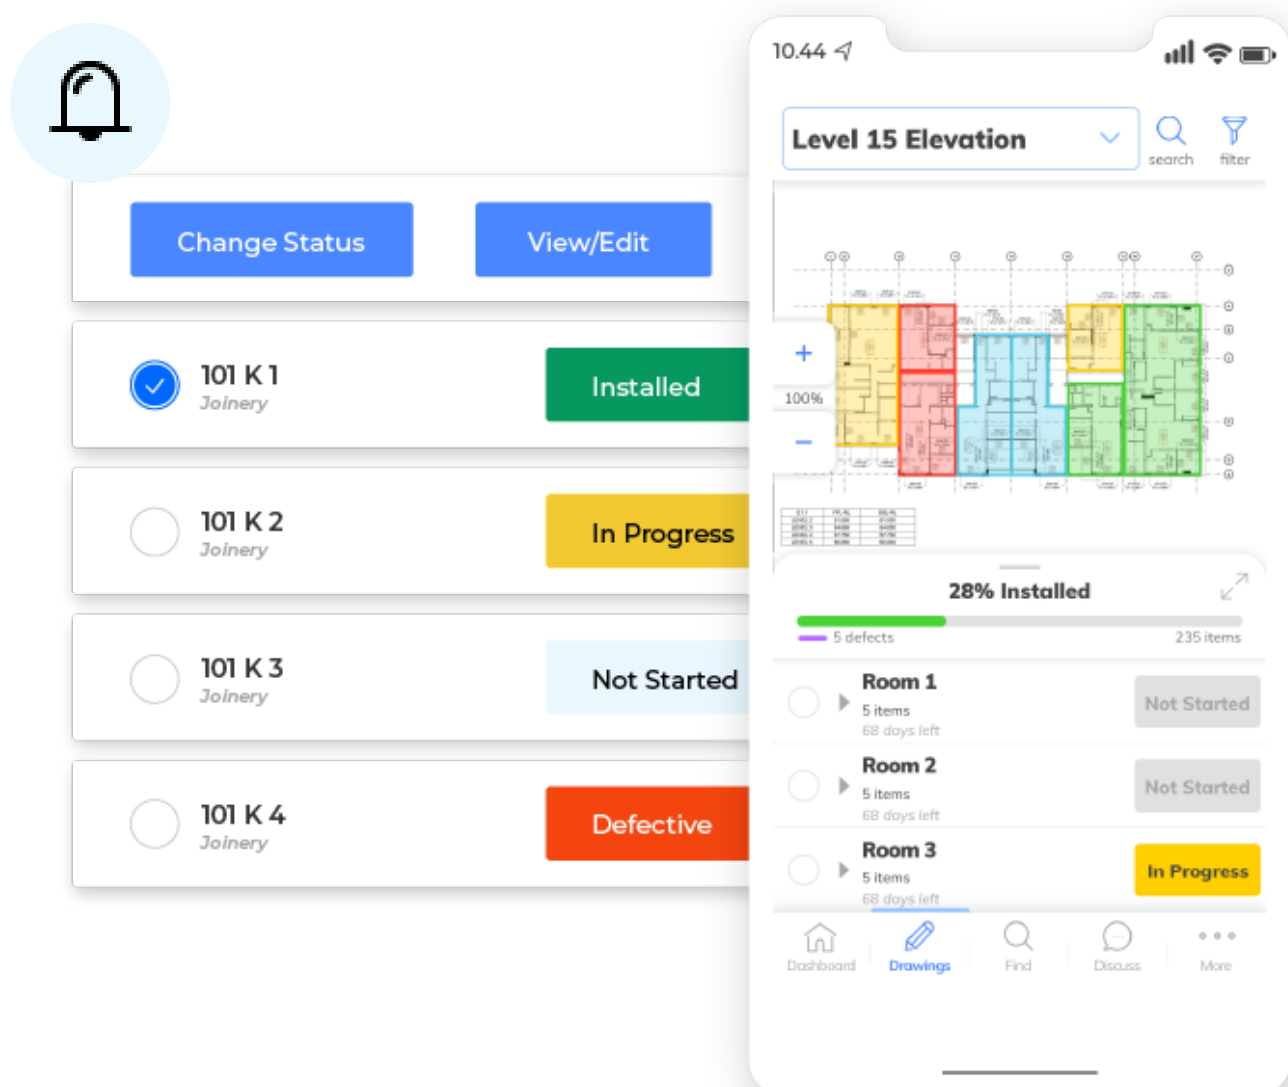 Change Status
View/Edit
101 K 1
Joinery
Installed
101 K 2
Joinery
In Progress
101 K 3
Joinery
Not Started
101 K 4
Joinery
Defective
10.44
Level 15 Elevation
search
filter
100%
28% Installed
5 defects
235 items
Room 1
5 items
68 days left
Not Started
Room 2
5 items
68 days left
Not Started
Room 3
5 items
68 days left
In Progress
Dashboard
Drawings
Find
Discuss
More